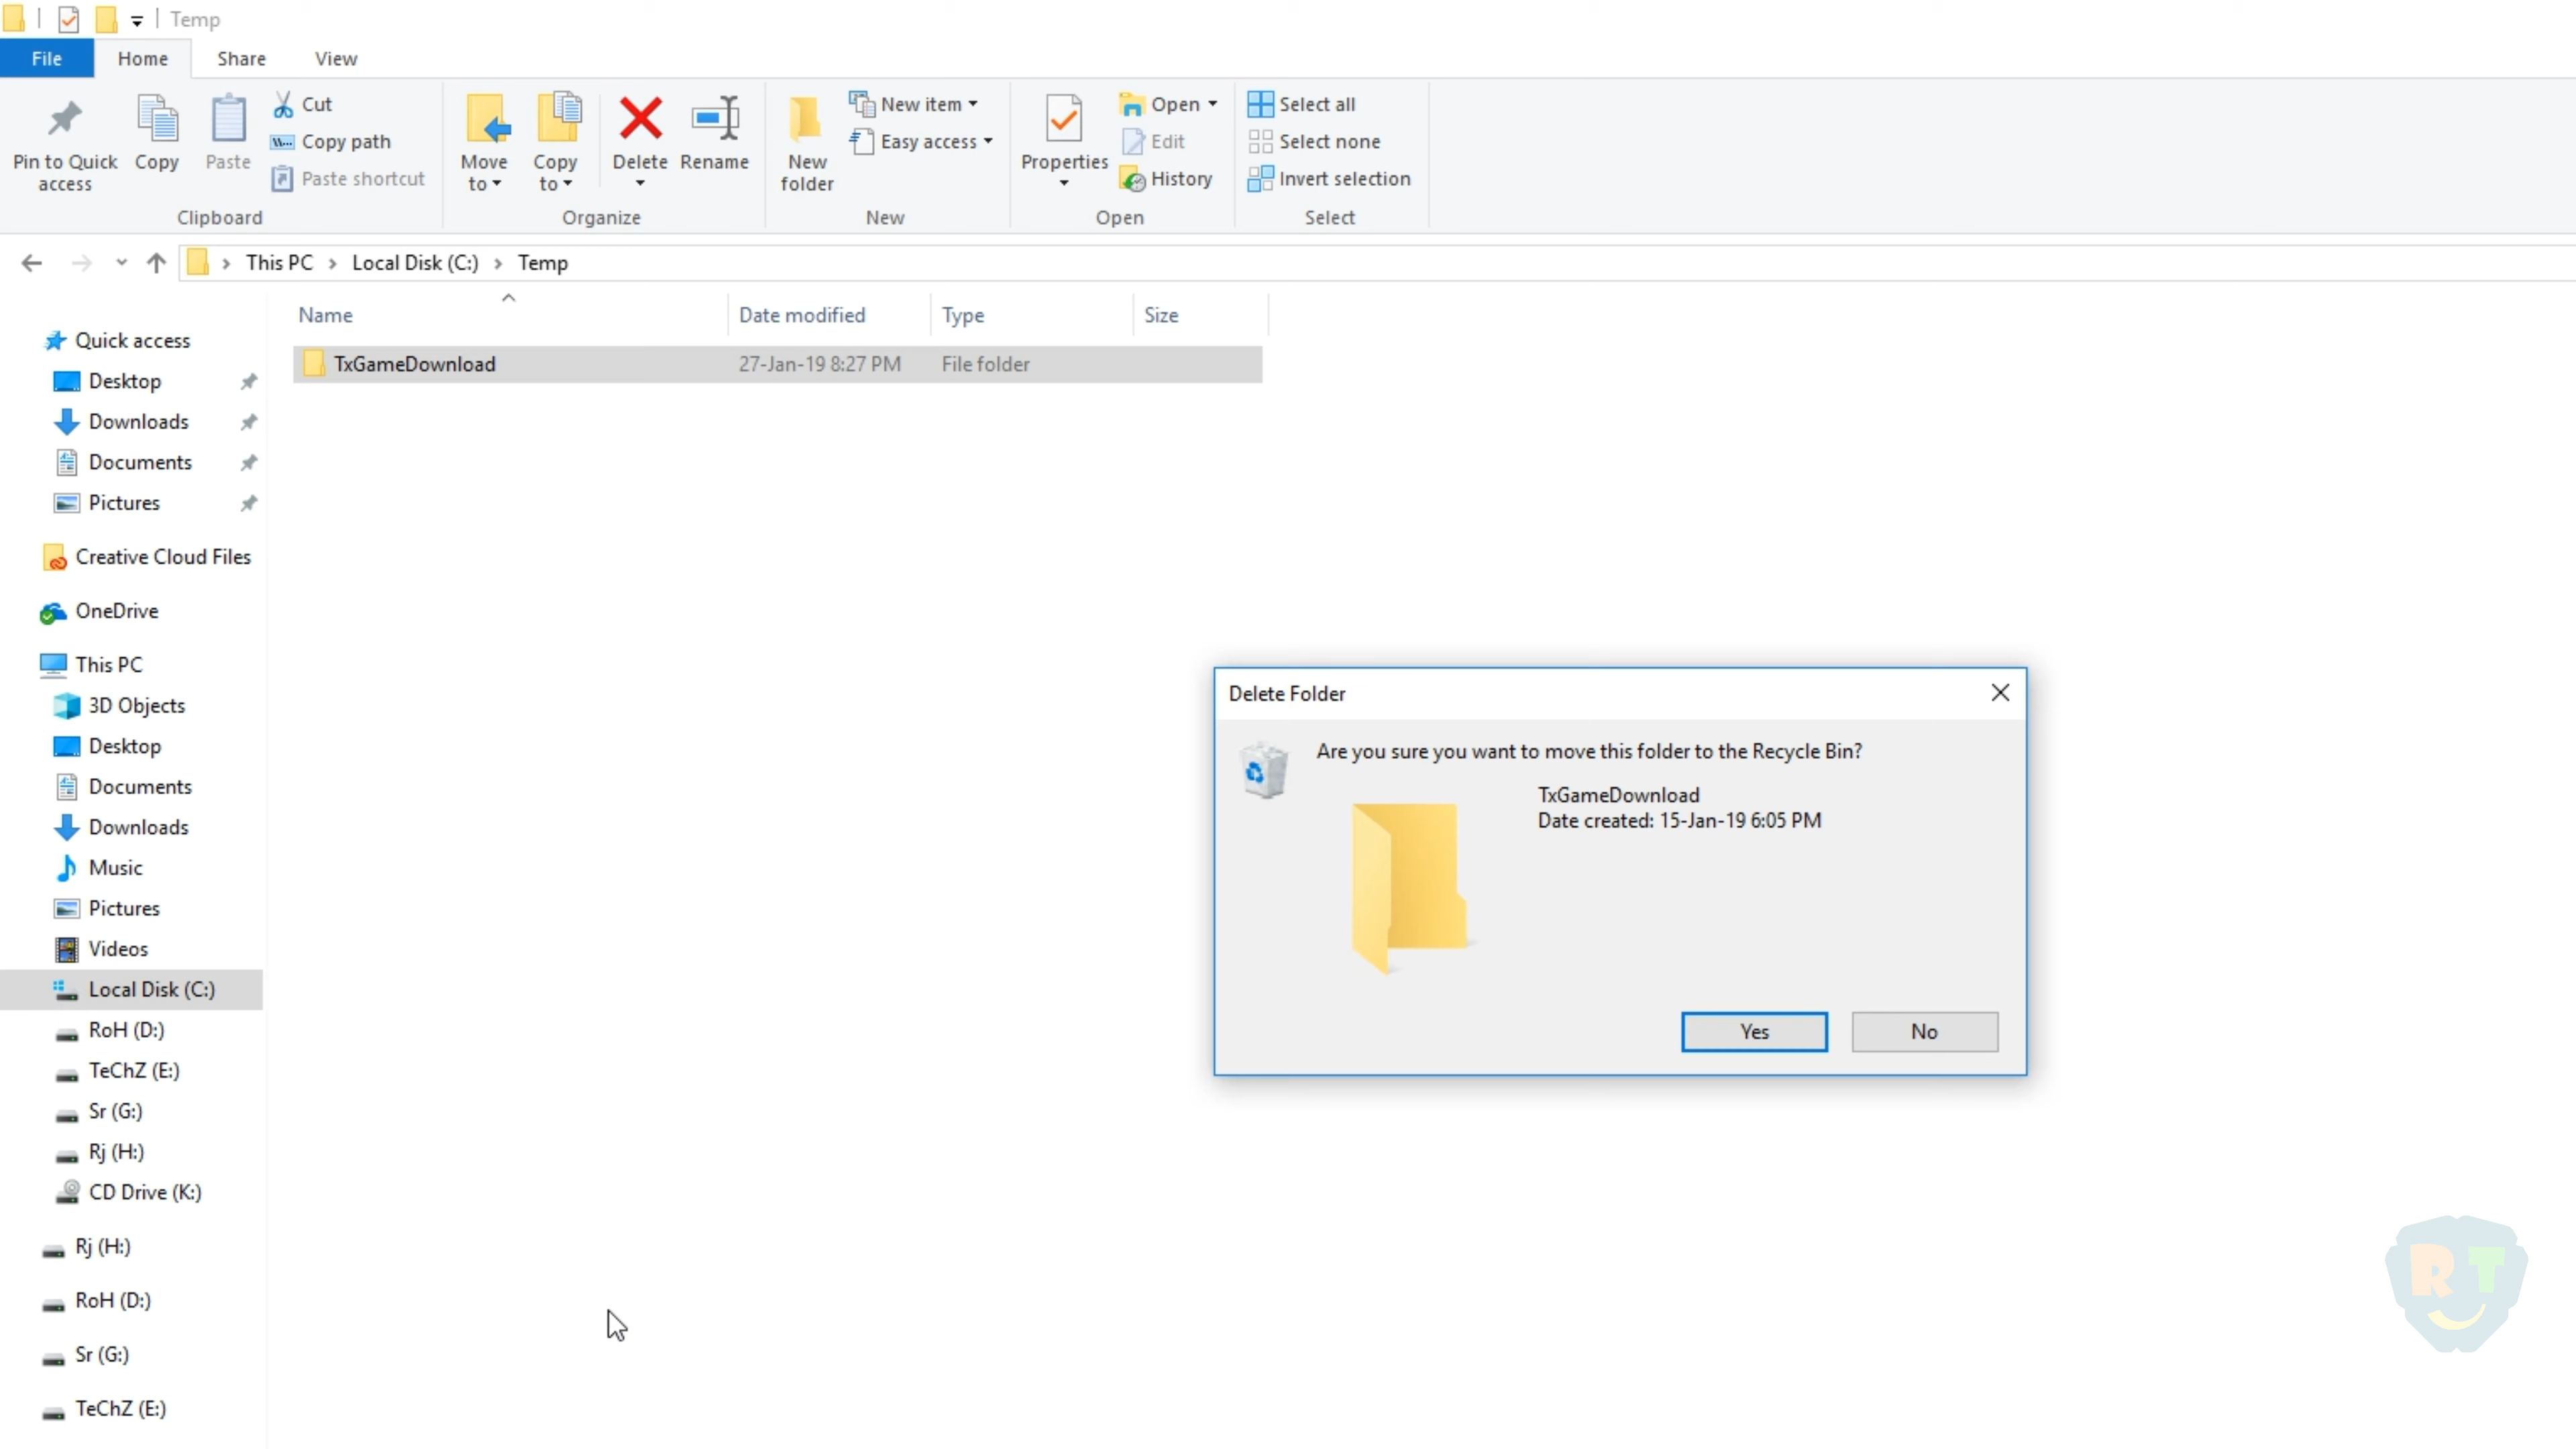 Temp
File Home Share View
Pin to Quick access
Copy
Paste
Cut
Copy path
Paste shortcut
Clipboard
Move to
Copy to
Delete
Rename
Organize
New folder
New item
Easy access
New
Properties
Open
Edit
History
Open
Select all
Select none
Invert selection
Select
This PC Local Disk (C:) Temp
Name Date modified Type Size
TxGameDownload 27-Jan-19 8:27 PM File folder
Quick access
Desktop
Downloads
Documents
Pictures
Creative Cloud Files
OneDrive
This PC
3D Objects
Desktop
Documents
Downloads
Music
Pictures
Videos
Local Disk (C:)
RoH (D:)
TeChZ (E:)
Sr (G:)
Rj (H:)
CD Drive (K:)
Rj (H:)
RoH (D:)
Sr (G:)
TeChZ (E:)
Delete Folder
Are you sure you want to move this folder to the Recycle Bin?
TxGameDownload
Date created: 15-Jan-19 6:05 PM
Yes No
RT